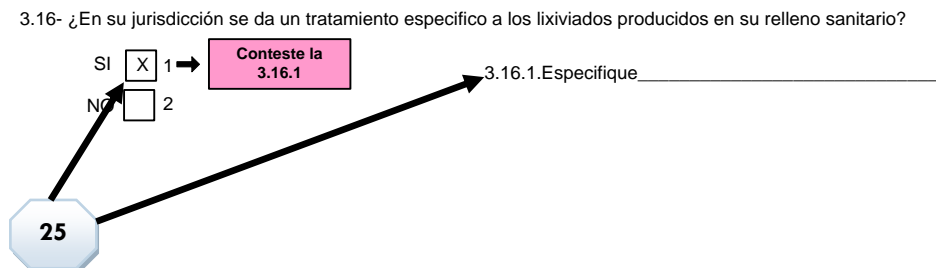 3.16- ¿En su jurisdicción se da un tratamiento especifico a los lixiviados producidos en su relleno sanitario?
SI X 1 Conteste la
3.16.1
3.16.1.Especifique______________________________
NO 2
25